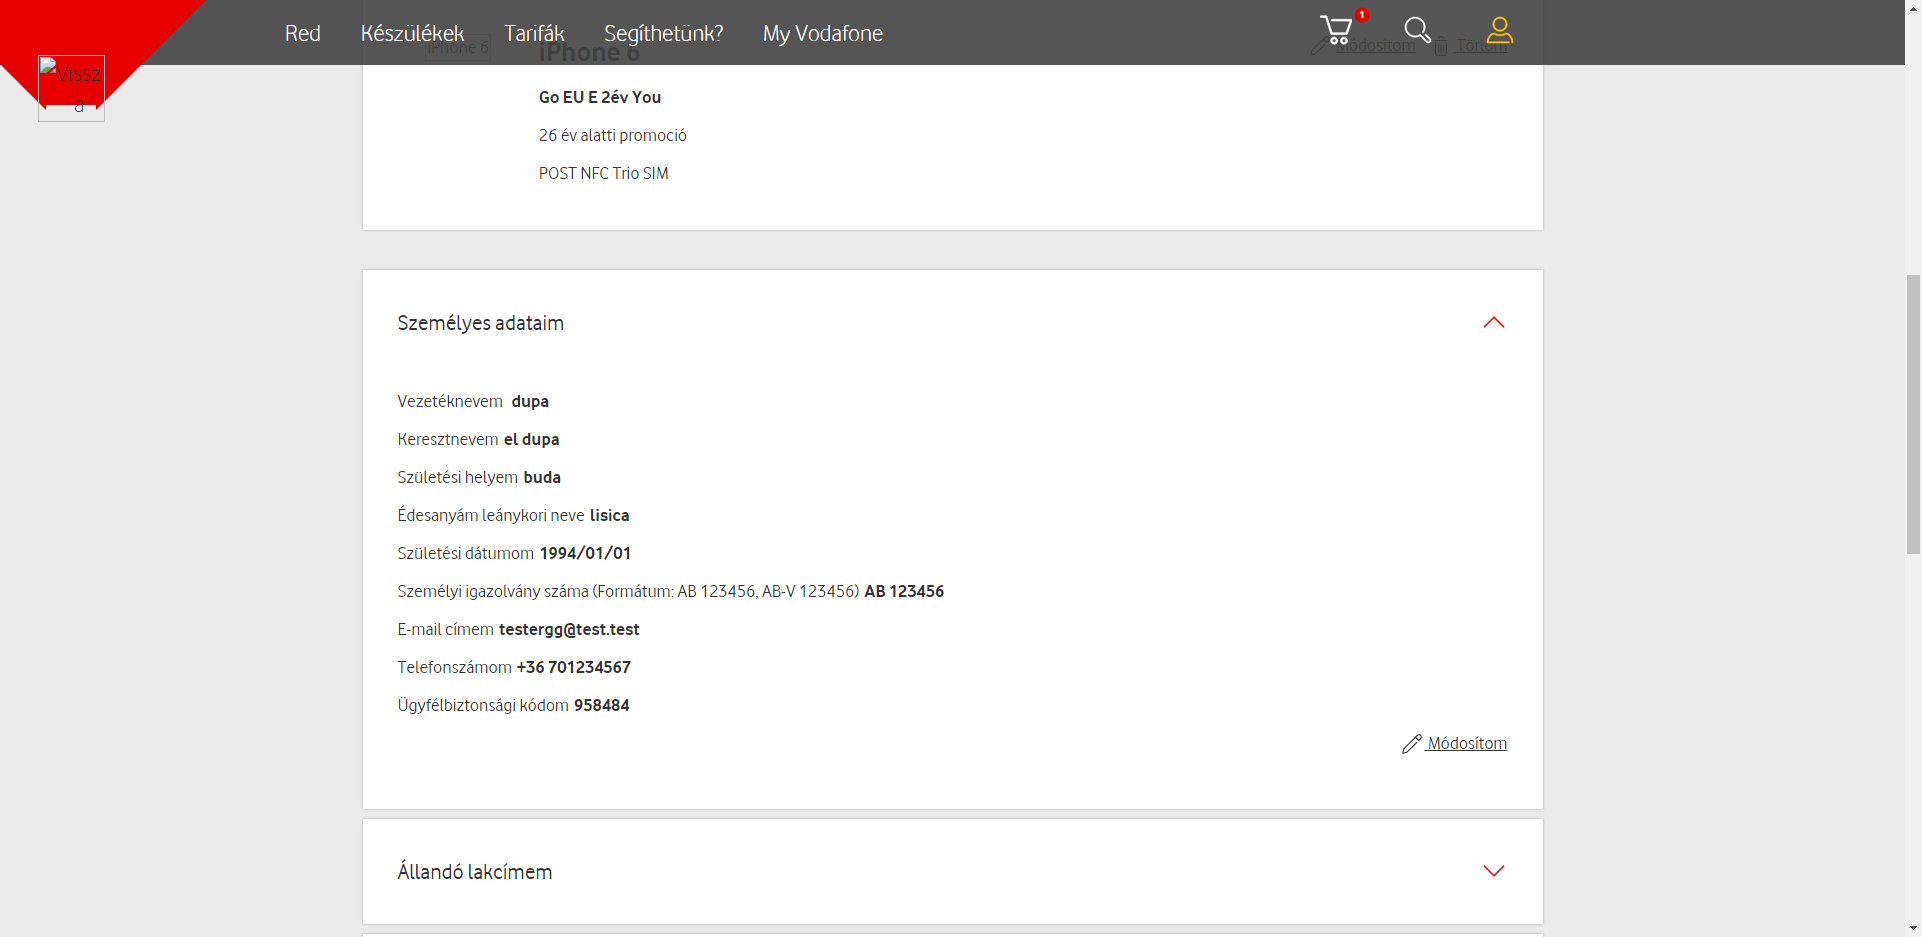 Red Készülékek Tarifák Segíthetünk? My Vodafone 1
Vissz
a
iPhone 6 iPhone 6 Módosítom Törlöm
Go EU E 2év You
26 év alatti promoció
POST NFC Trio SIM
Személyes adataim
Vezetéknevem dupa
Keresztnevem el dupa
Születési helyem buda
Édesanyám leánykori neve lisica
Születési dátumom 1994/01/01
Személyi igazolvány száma (Formátum: AB 123456, AB-V 123456) AB 123456
E-mail címem testergg@test.test
Telefonszámom +36 701234567
Ügyfélbiztonsági kódom 958484
Módosítom
Állandó lakcímem